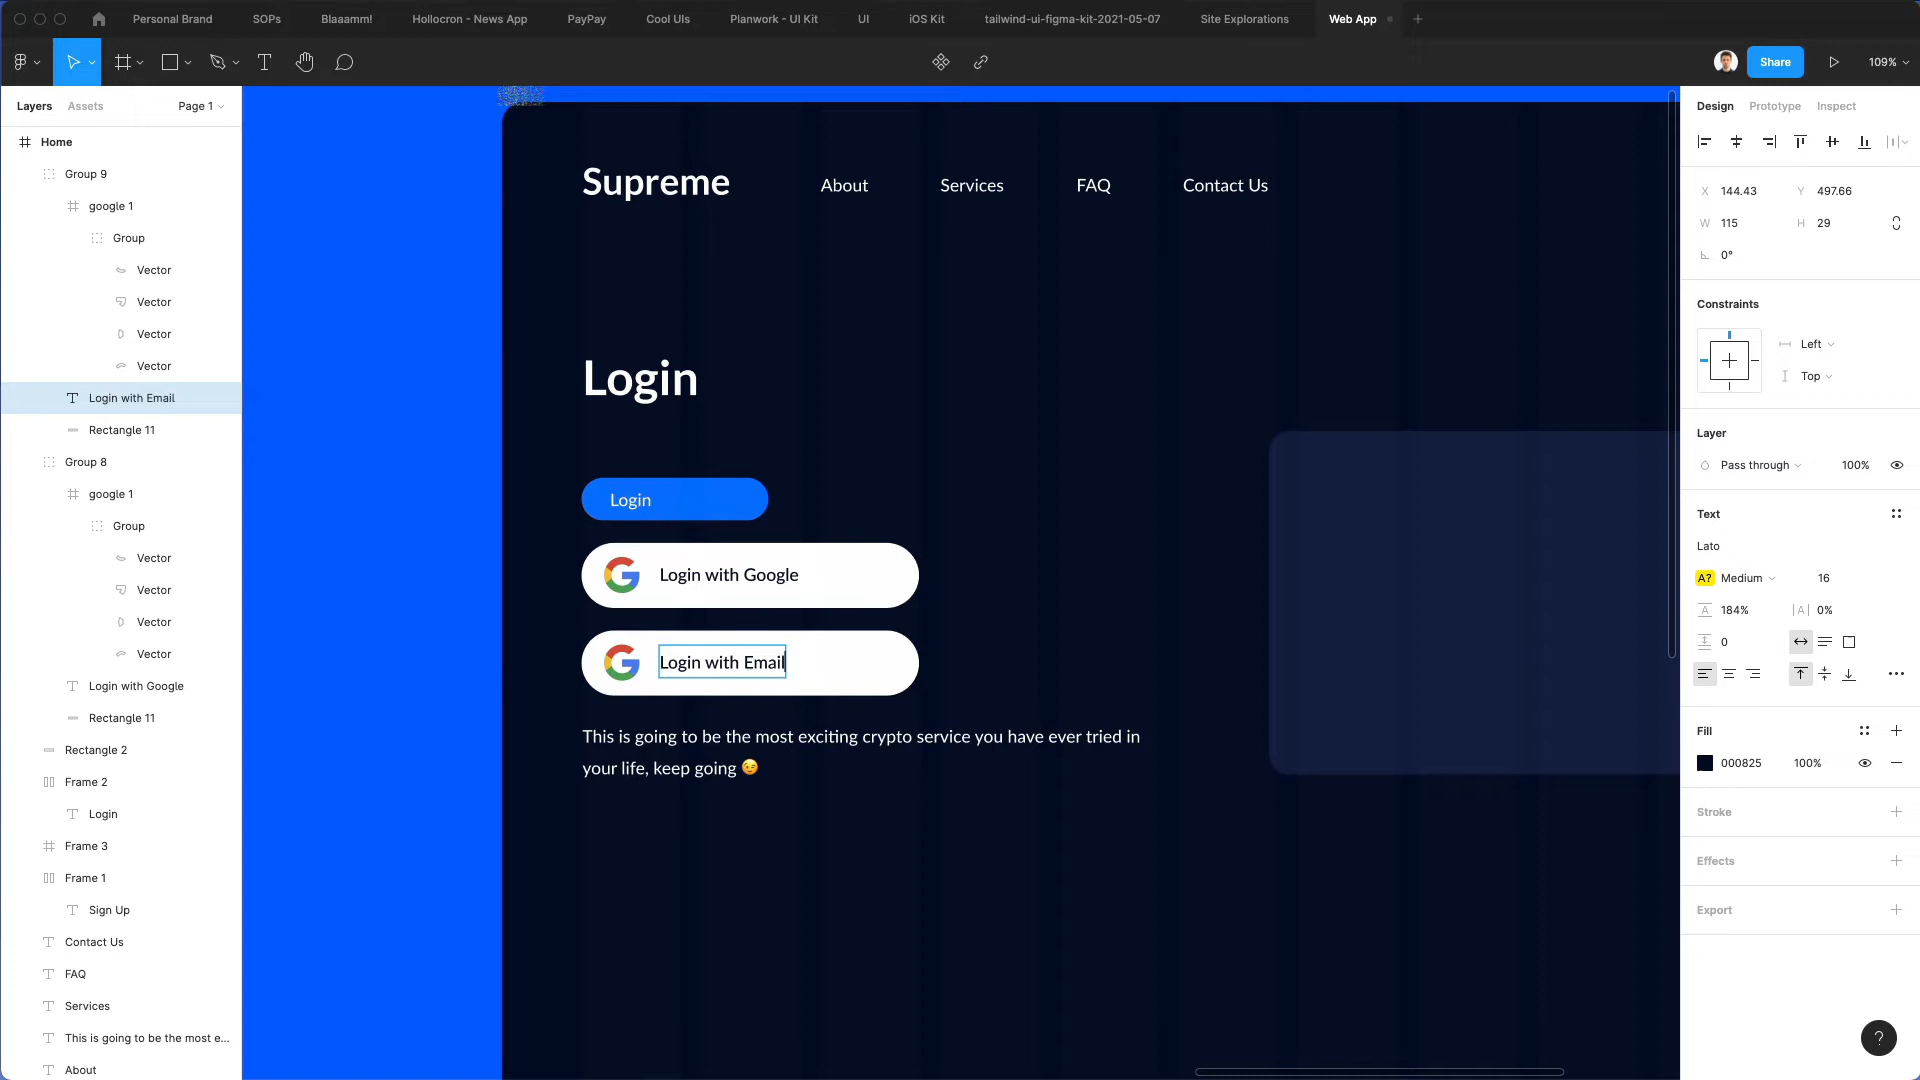 Personal Brand SOPs Blaaamm! Hollocron - News App PayPay Cool UIs Planwork - UI Kit UI iOS Kit tailwind-ui-figma-kit-2021-05-07 Site Explorations Web App
Share 109%
Layers Assets Page 1
Home
Group 9
google 1
Group
Vector
Vector
Vector
Vector
Login with Email
Rectangle 11
Group 8
google 1
Group
Vector
Vector
Vector
Vector
Login with Google
Rectangle 11
Rectangle 2
Frame 2
Login
Frame 3
Frame 1
Sign Up
Contact Us
FAQ
Services
This is going to be the most e...
About
Supreme About Services FAQ Contact Us
Login
Login
Login with Google
Login with Email
This is going to be the most exciting crypto service you have ever tried in
your life, keep going 😉
Design Prototype Inspect
X 144.43 Y 497.66
W 115 H 29
0°
Constraints
Left
Top
Layer
Pass through 100%
Text
Lato
A? Medium 16
184% |A| 0%
0
Fill
000825 100%
Stroke
Effects
Export
?